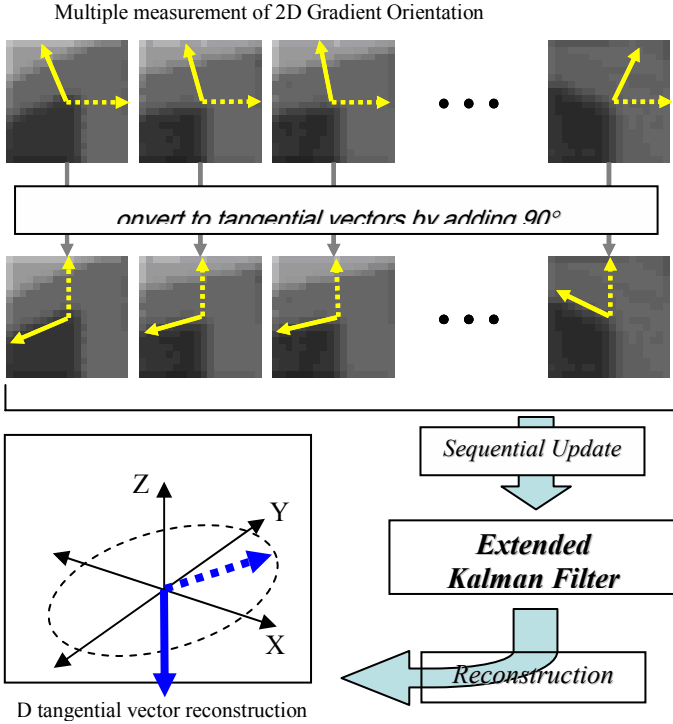 Multiple measurement of 2D Gradient Orientation
onvert to tangential vectors by adding 90°
Sequential Update
Extended
Kalman Filter
Z
Y
X
Reconstruction
D tangential vector reconstruction